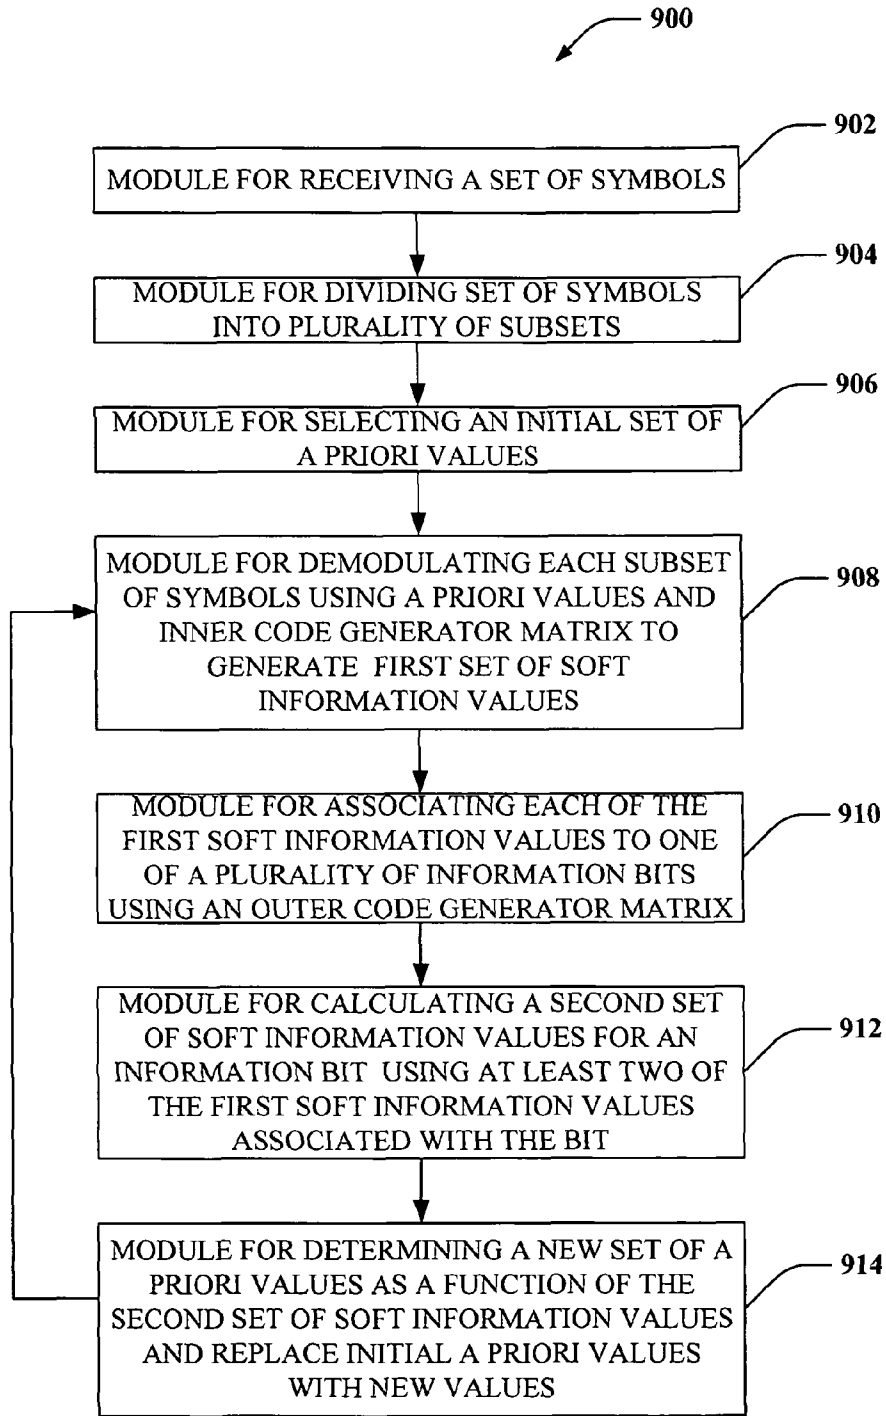 900
902
MODULE FOR RECEIVING A SET OF SYMBOLS
904
MODULE FOR DIVIDING SET OF SYMBOLS
INTO PLURALITY OF SUBSETS
906
MODULE FOR SELECTING AN INITIAL SET OF
A PRIORI VALUES
908
MODULE FOR DEMODULATING EACH SUBSET
OF SYMBOLS USING A PRIORI VALUES AND
INNER CODE GENERATOR MATRIX TO
GENERATE FIRST SET OF SOFT
INFORMATION VALUES
910
MODULE FOR ASSOCIATING EACH OF THE
FIRST SOFT INFORMATION VALUES TO ONE
OF A PLURALITY OF INFORMATION BITS
USING AN OUTER CODE GENERATOR MATRIX
912
MODULE FOR CALCULATING A SECOND SET
OF SOFT INFORMATION VALUES FOR AN
INFORMATION BIT USING AT LEAST TWO OF
THE FIRST SOFT INFORMATION VALUES
ASSOCIATED WITH THE BIT
914
MODULE FOR DETERMINING A NEW SET OF A
PRIORI VALUES AS A FUNCTION OF THE
SECOND SET OF SOFT INFORMATION VALUES
AND REPLACE INITIAL A PRIORI VALUES
WITH NEW VALUES